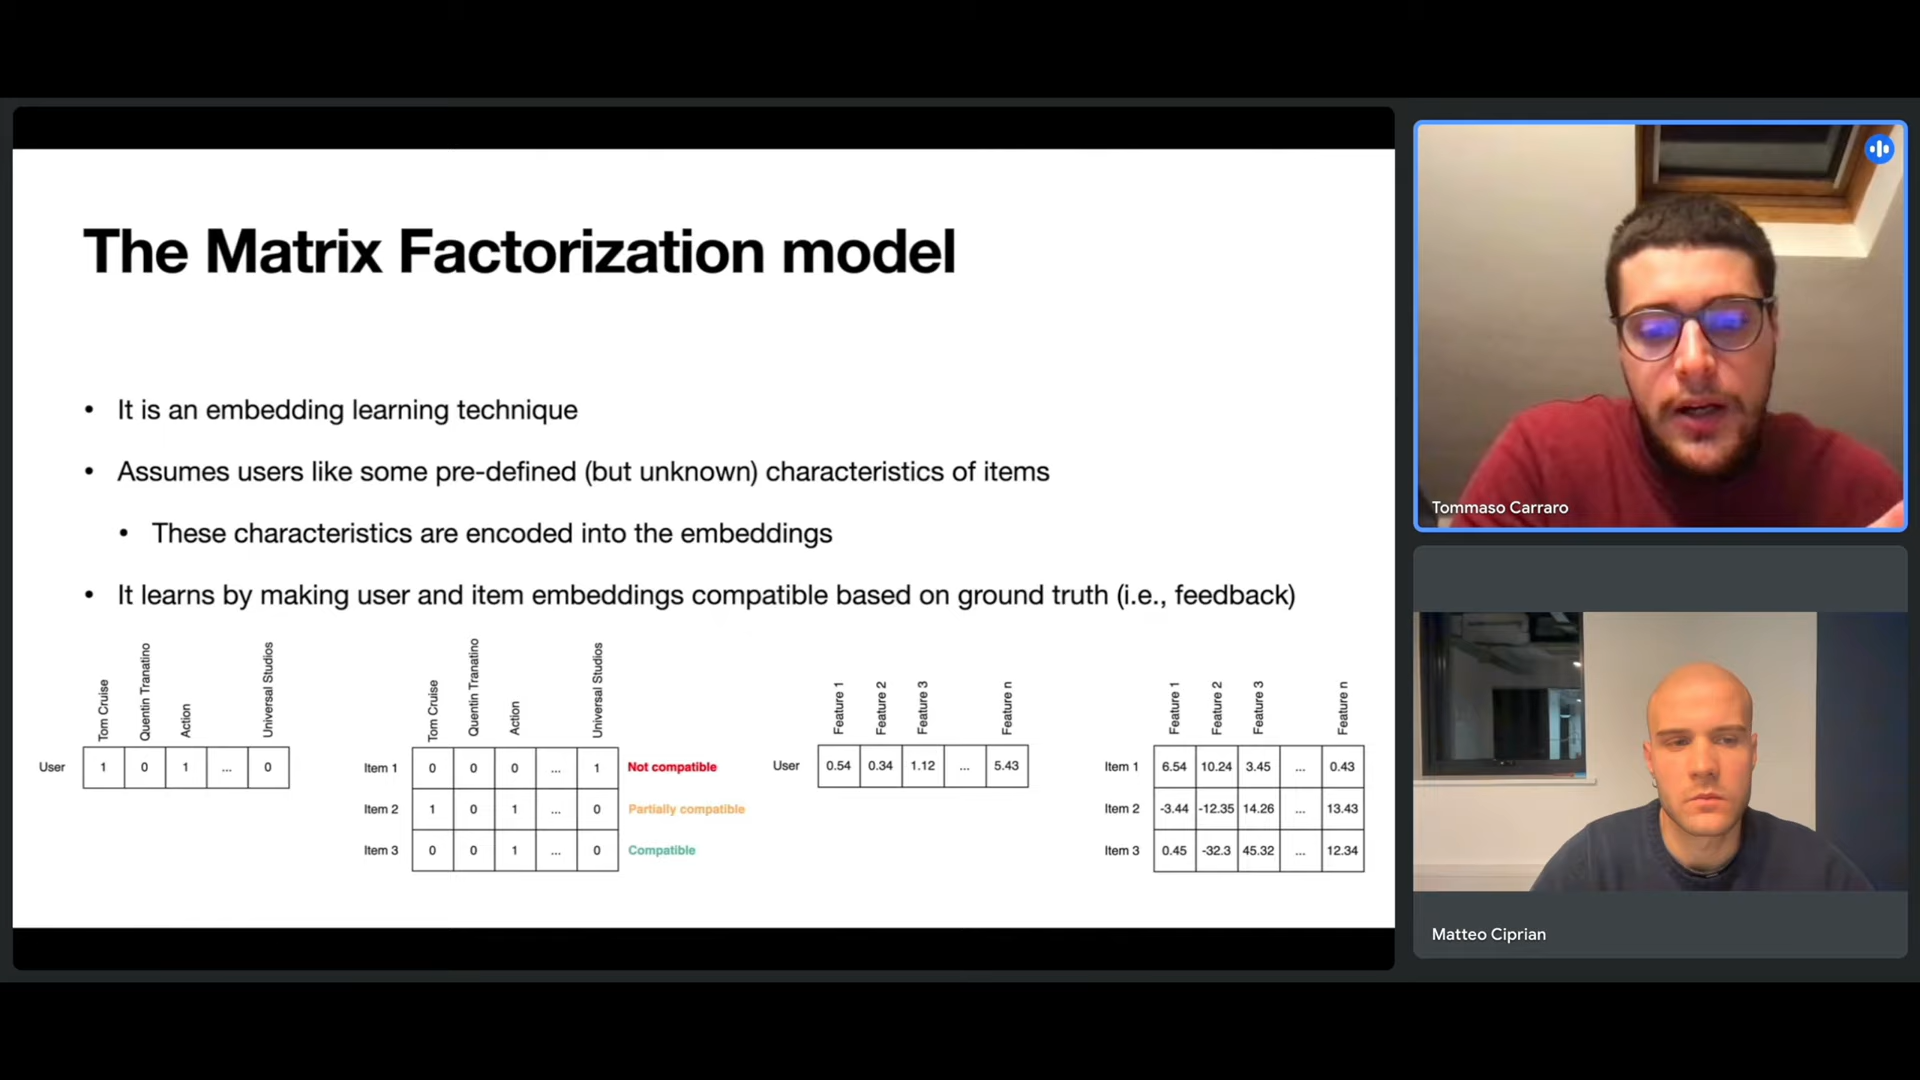 The Matrix Factorization model
• It is an embedding learning technique
• Assumes users like some pre-defined (but unknown) characteristics of items
• These characteristics are encoded into the embeddings
• It learns by making user and item embeddings compatible based on ground truth (i.e., feedback)
Tom Cruise
Quentin Tranatino
Action
Universal Studios
User 1 0 1 ... 0
Tom Cruise
Quentin Tranatino
Action
Universal Studios
Item 1 0 0 0 ... 1 Not compatible
Item 2 1 0 1 ... 0 Partially compatible
Item 3 0 0 1 ... 0 Compatible
Feature 1
Feature 2
Feature 3
Feature n
User 0.54 0.34 1.12 ... 5.43
Feature 1
Feature 2
Feature 3
Feature n
Item 1 6.54 10.24 3.45 ... 0.43
Item 2 -3.44 -12.35 14.26 ... 13.43
Item 3 0.45 -32.3 45.32 ... 12.34
Tommaso Carraro
Matteo Ciprian